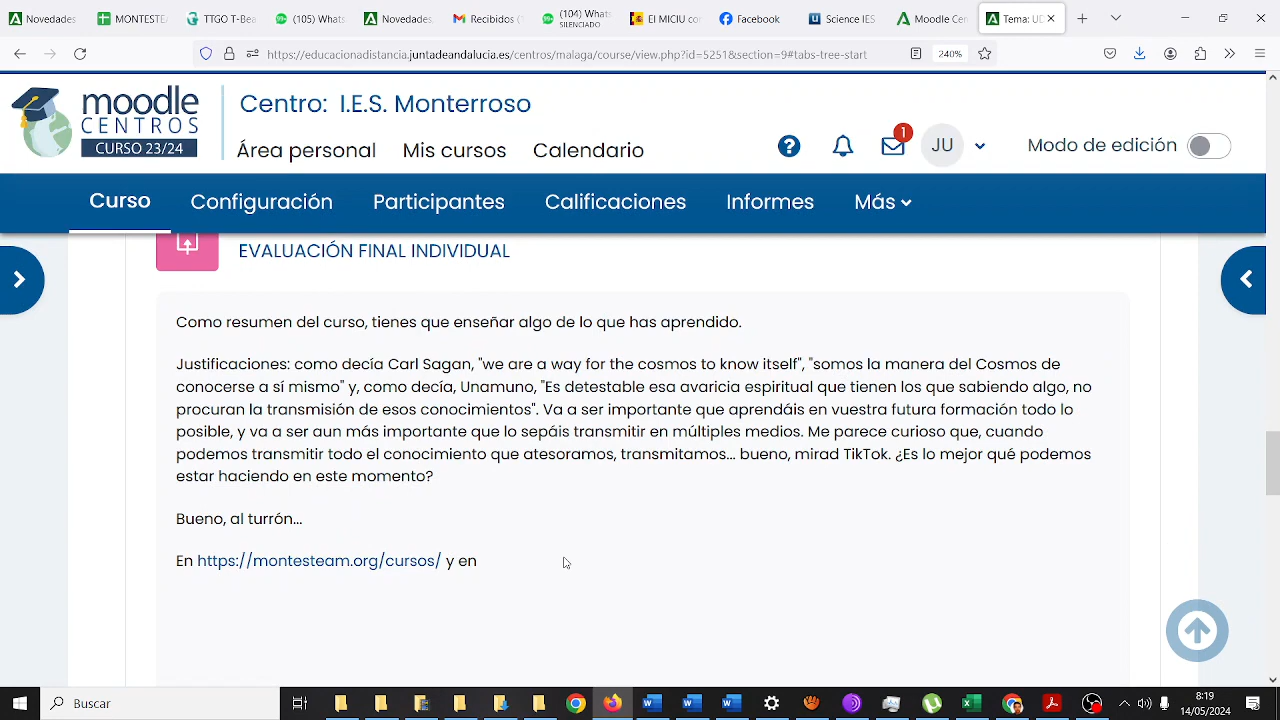 Novedades
MONTESTEA
TTGO T-Bea
(105) Whats
Novedades,
Recibidos (
(104) Whats
SILENCIADO
El MICIU co
Facebook
Science IES
Moodle Cen
Tema: UD
https://educacionadistancia.juntadeandalucia.es/centros/malaga/course/view.php?id=5251&section=9#tabs-tree-start
240%
moodle
CENTROS
CURSO 23/24
Centro: I.E.S. Monterroso
Área personal Mis cursos Calendario
1
JU
Modo de edición
Curso Configuración Participantes Calificaciones Informes Más
EVALUACIÓN FINAL INDIVIDUAL
Como resumen del curso, tienes que enseñar algo de lo que has aprendido.
Justificaciones: como decía Carl Sagan, "we are a way for the cosmos to know itself", "somos la manera del Cosmos de
conocerse a sí mismo" y, como decía, Unamuno, "Es detestable esa avaricia espiritual que tienen los que sabiendo algo, no
procuran la transmisión de esos conocimientos". Va a ser importante que aprendáis en vuestra futura formación todo lo
posible, y va a ser aun más importante que lo sepáis transmitir en múltiples medios. Me parece curioso que, cuando
podemos transmitir todo el conocimiento que atesoramos, transmitamos... bueno, mirad TikTok. ¿Es lo mejor qué podemos
estar haciendo en este momento?
Bueno, al turrón...
En https://montesteam.org/cursos/ y en
Buscar
8:19
14/05/2024